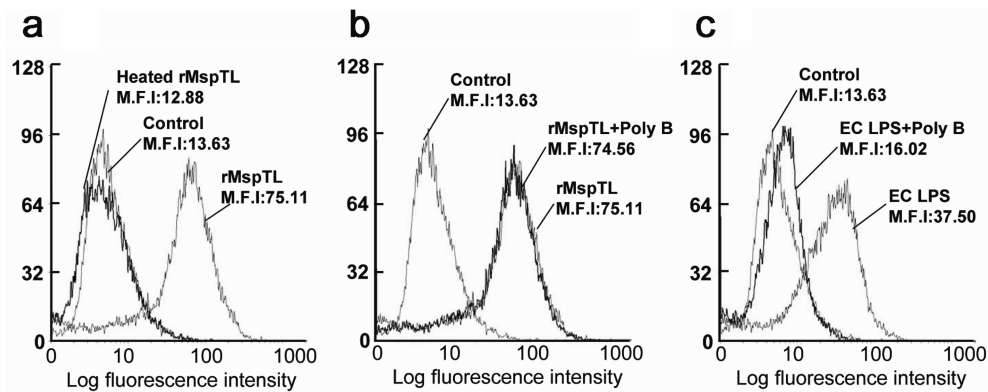 a
128
96
64
32
0
Heated rMspTL
M.F.I:12.88
Control
M.F.I:13.63
rMspTL
M.F.I:75.11
0 10 100 1000
Log fluorescence intensity
b
128
96
64
32
0
Control
M.F.I:13.63
rMspTL+Poly B
M.F.I:74.56
rMspTL
M.F.I:75.11
0 10 100 1000
Log fluorescence intensity
c
128
96
64
32
0
Control
M.F.I:13.63
EC LPS+Poly B
M.F.I:16.02
EC LPS
M.F.I:37.50
0 10 100 1000
Log fluorescence intensity